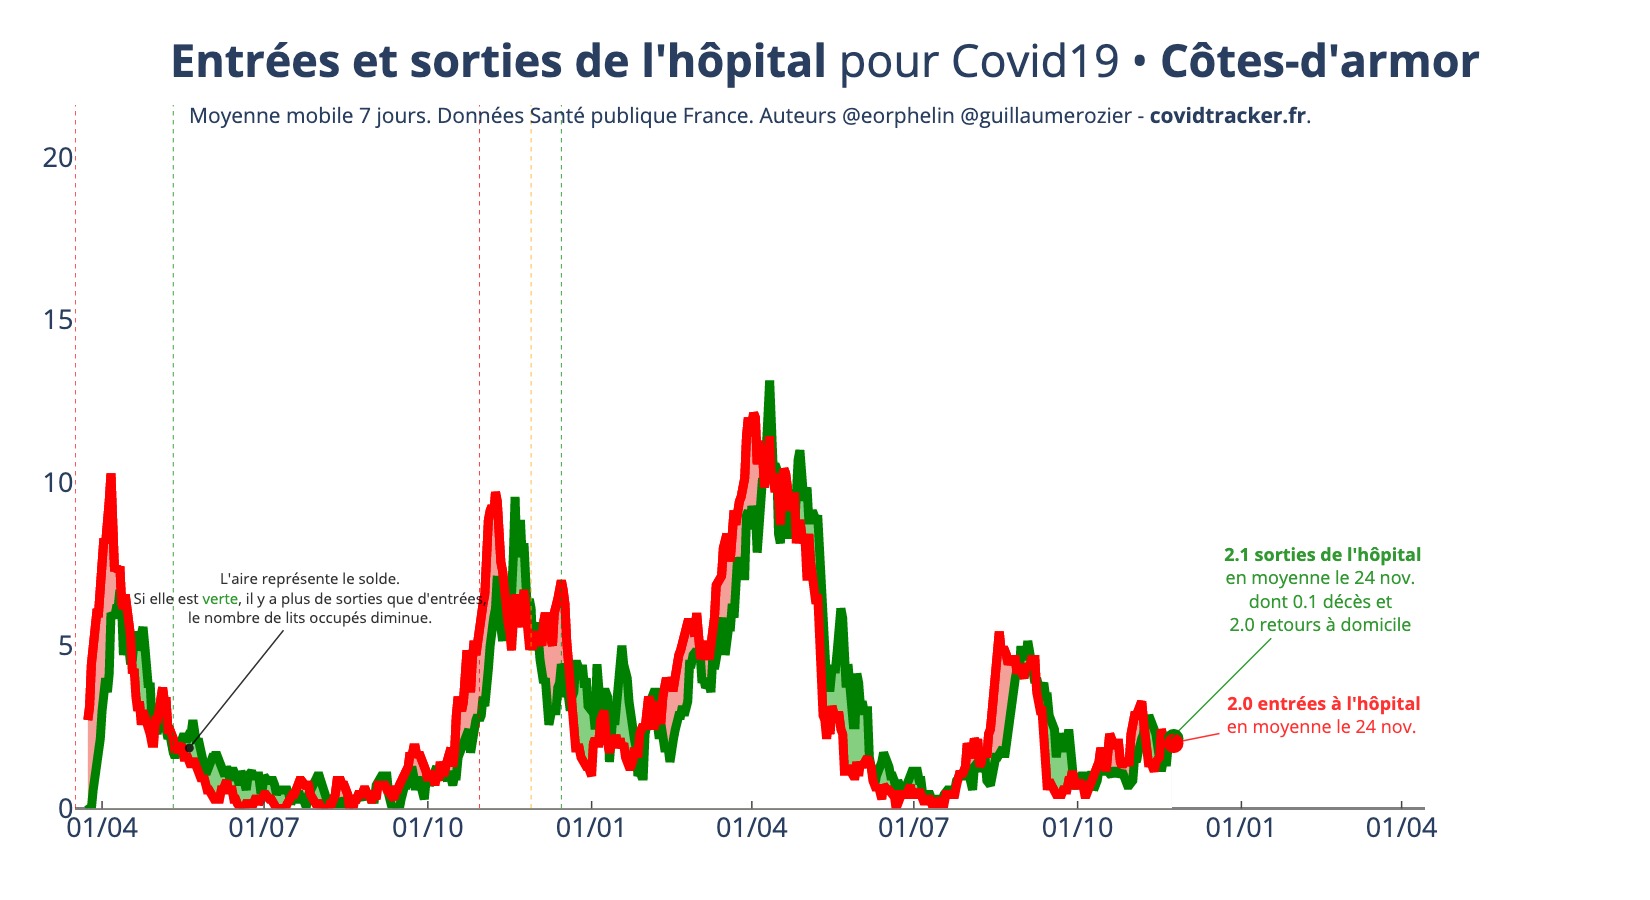 Entrées et sorties de l'hôpital pour Covid19 • Côtes-d'armor
Moyenne mobile 7 jours. Données Santé publique France. Auteurs @eorphelin @guillaumerozier - covidtracker.fr.
20
15
10
5
0
L'aire représente le solde.
Si elle est verte, il y a plus de sorties que d'entrées,
le nombre de lits occupés diminue.
2.1 sorties de l'hôpital
en moyenne le 24 nov.
dont 0.1 décès et
2.0 retours à domicile
2.0 entrées à l'hôpital
en moyenne le 24 nov.
01/04 01/07 01/10 01/01 01/04 01/07 01/10 01/01 01/04